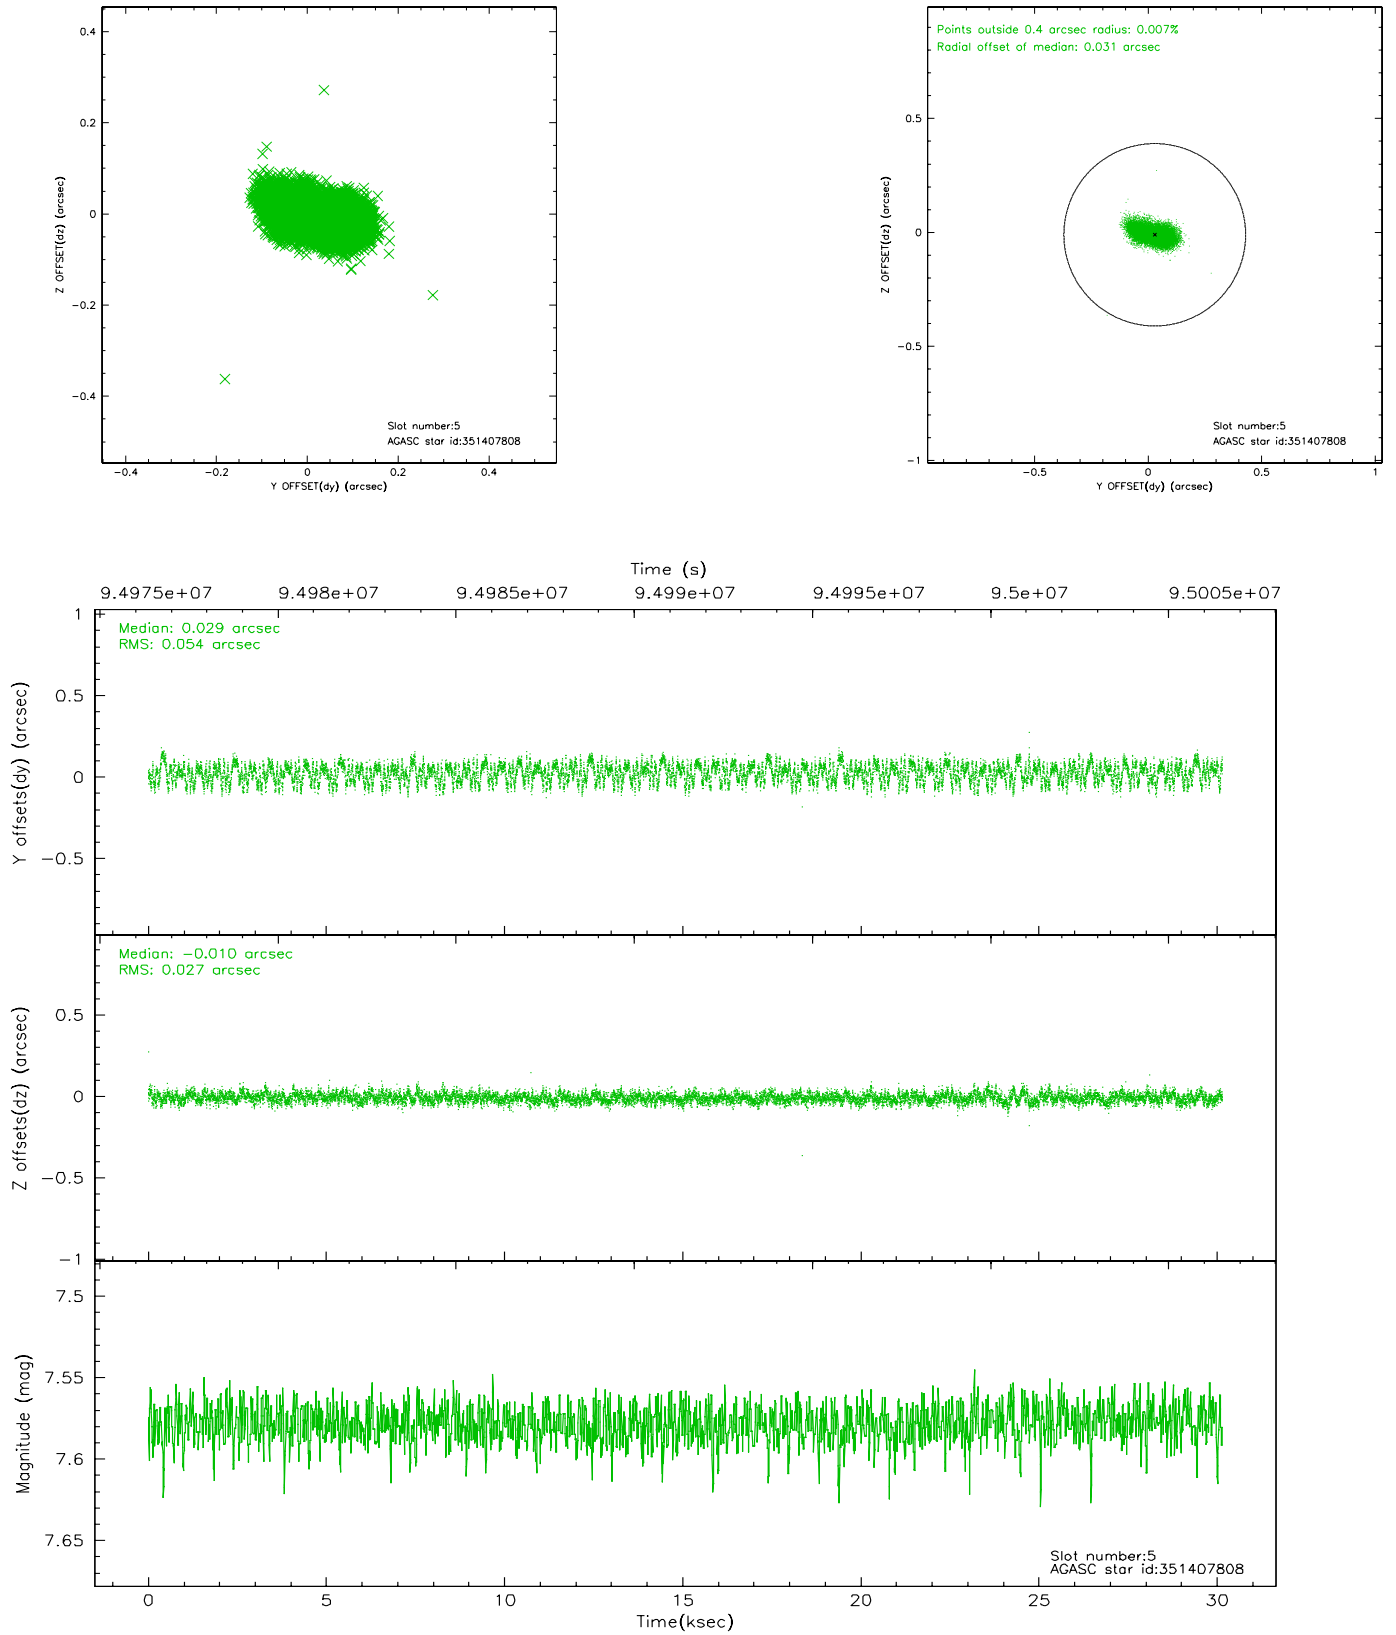 0.4
0.2
0
−0.2
−0.4
Z OFFSET(dz) (arcsec)
Slot number:5
AGASC star id:351407808
−0.4 −0.2 0 0.2 0.4
Y OFFSET(dy) (arcsec)
Points outside 0.4 arcsec radius: 0.007%
Radial offset of median: 0.031 arcsec
0.5
0
−0.5
−1
Z OFFSET(dz) (arcsec)
Slot number:5
AGASC star id:351407808
−0.5 0 0.5 1
Y OFFSET(dy) (arcsec)
Time (s)
9.4975e+07 9.498e+07 9.4985e+07 9.499e+07 9.4995e+07 9.5e+07 9.5005e+07
Median: 0.029 arcsec
RMS: 0.054 arcsec
1
0.5
0
−0.5
Y offsets(dy) (arcsec)
Median: −0.010 arcsec
RMS: 0.027 arcsec
0.5
0
−0.5
−1
Z offsets(dz) (arcsec)
7.5
7.55
7.6
7.65
Magnitude (mag)
Slot number:5
AGASC star id:351407808
0 5 10 15 20 25 30
Time(ksec)